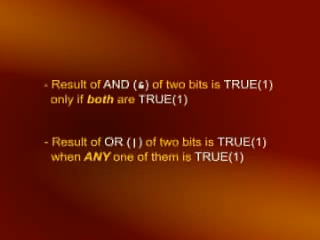 - Result of AND (&) of two bits is TRUE(1)
only if both are TRUE(1)
- Result of OR (|) of two bits is TRUE(1)
when ANY one of them is TRUE(1)